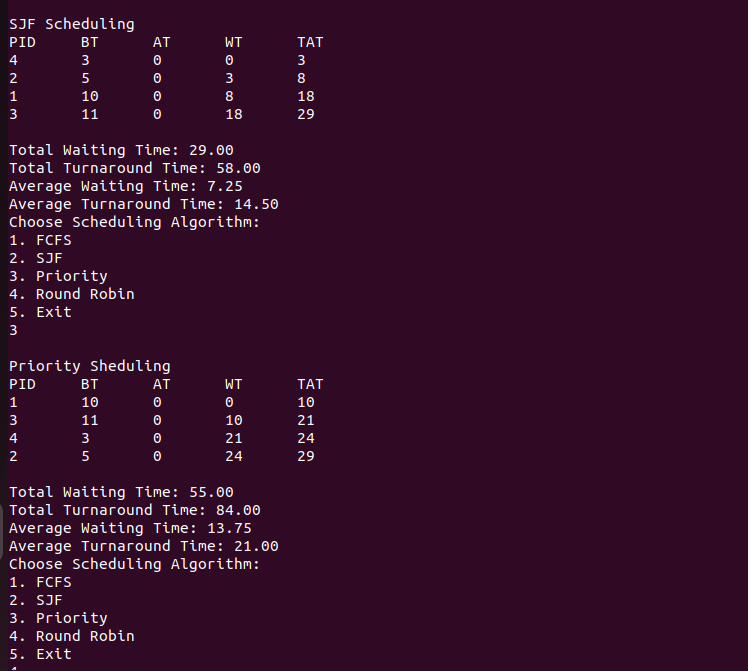 SJF Scheduling
PID BT AT WT TAT
4 3 0 0 3
2 5 0 3 8
1 10 0 8 18
3 11 0 18 29
Total Waiting Time: 29.00
Total Turnaround Time: 58.00
Average Waiting Time: 7.25
Average Turnaround Time: 14.50
Choose Scheduling Algorithm:
1. FCFS
2. SJF
3. Priority
4. Round Robin
5. Exit
3
Priority Sheduling
PID BT AT WT TAT
1 10 0 0 10
3 11 0 10 21
4 3 0 21 24
2 5 0 24 29
Total Waiting Time: 55.00
Total Turnaround Time: 84.00
Average Waiting Time: 13.75
Average Turnaround Time: 21.00
Choose Scheduling Algorithm:
1. FCFS
2. SJF
3. Priority
4. Round Robin
5. Exit